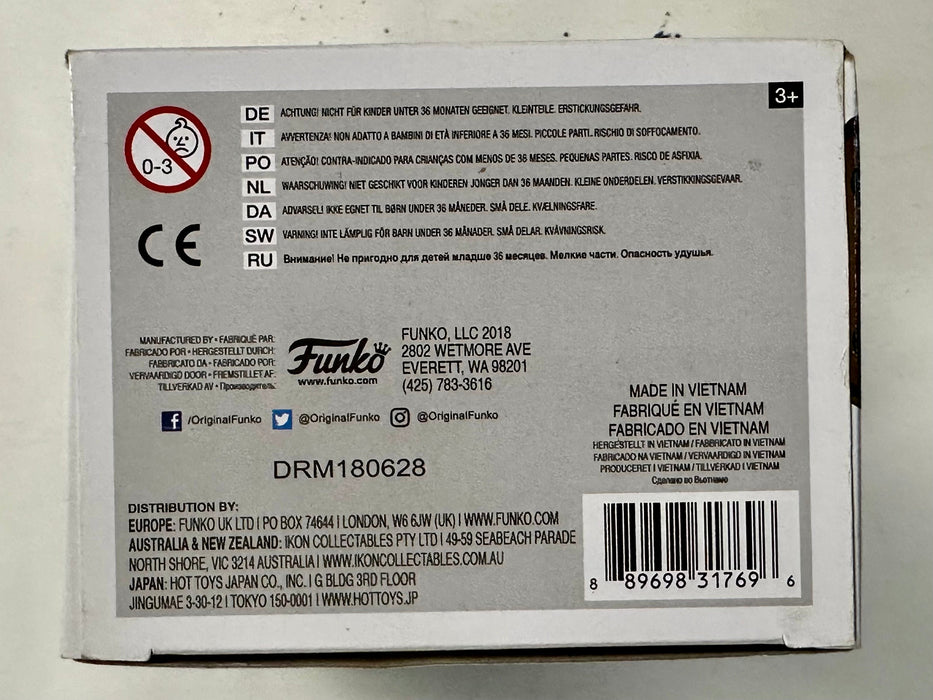 3+
0-3
DE ACHTUNG! NICHT FÜR KINDER UNTER 36 MONATEN GEEIGNET. KLEINTEILE. ERSTICKUNGSGEFAHR.
IT AVVERTENZA! NON ADATTO A BAMBINI DI ETÀ INFERIORE A 36 MESI. PICCOLE PARTI. RISCHIO DI SOFFOCAMENTO.
PO ATENÇÃO! CONTRA-INDICADO PARA CRIANÇAS COM MENOS DE 36 MESES. PEQUENAS PARTES. RISCO DE ASFIXIA.
NL WAARSCHUWING! NIET GESCHIKT VOOR KINDEREN JONGER DAN 36 MAANDEN. KLEINE ONDERDELEN. VERSTIKKINGSGEVAAR.
DA ADVARSEL! IKKE EGNET TIL BØRN UNDER 36 MÅNEDER. SMÅ DELE. KVÆLNINGSFARE.
SW VARNING! INTE LÄMPLIG FÖR BARN UNDER 36 MÅNADER. SMÅ DELAR. KVÄVNINGSRISK.
RU Внимание! Не пригодно для детей младше 36 месяцев. Мелкие части. Опасность удушья.
CE
MANUFACTURED BY • FABRIQUÉ PAR:
FABRICADO POR • HERGESTELLT DURCH:
FABBRICATO DA • FABRICADO POR:
VERVAARDIGD DOOR • FREMSTILLET AF:
TILLVERKAD AV • Производитель:
Funko
www.funko.com
FUNKO, LLC 2018
2802 WETMORE AVE
EVERETT, WA 98201
(425) 783-3616
/OriginalFunko @OriginalFunko @OriginalFunko
DRM180628
MADE IN VIETNAM
FABRIQUÉ EN VIETNAM
FABRICADO EN VIETNAM
HERGESTELLT IN VIETNAM / FABBRICATO IN VIETNAM
FABRICADO NA VIETNAM / VERVAARDIGD IN VIETNAM
PRODUCERET I VIETNAM / TILLVERKAD I VIETNAM
Сделано во Вьетнаме
DISTRIBUTION BY:
EUROPE: FUNKO UK LTD | PO BOX 74644 | LONDON, W6 6JW (UK) | WWW.FUNKO.COM
AUSTRALIA & NEW ZEALAND: IKON COLLECTABLES PTY LTD | 49-59 SEABEACH PARADE
NORTH SHORE, VIC 3214 AUSTRALIA | WWW.IKONCOLLECTABLES.COM.AU
JAPAN: HOT TOYS JAPAN CO., INC. | G BLDG 3RD FLOOR
JINGUMAE 3-30-12 | TOKYO 150-0001 | WWW.HOTTOYS.JP
8 89698 31769 6